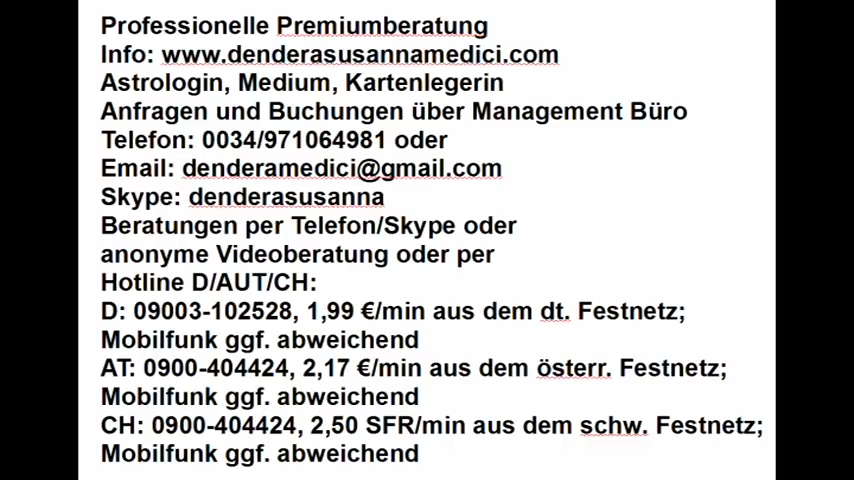 Professionelle Premiumberatung
Info: www.denderasusannamedici.com
Astrologin, Medium, Kartenlegerin
Anfragen und Buchungen über Management Büro
Telefon: 0034/971064981 oder
Email: denderamedici@gmail.com
Skype: denderasusanna
Beratungen per Telefon/Skype oder
anonyme Videoberatung oder per
Hotline D/AUT/CH:
D: 09003-102528, 1,99 €/min aus dem dt. Festnetz;
Mobilfunk ggf. abweichend
AT: 0900-404424, 2,17 €/min aus dem österr. Festnetz;
Mobilfunk ggf. abweichend
CH: 0900-404424, 2,50 SFR/min aus dem schw. Festnetz;
Mobilfunk ggf. abweichend